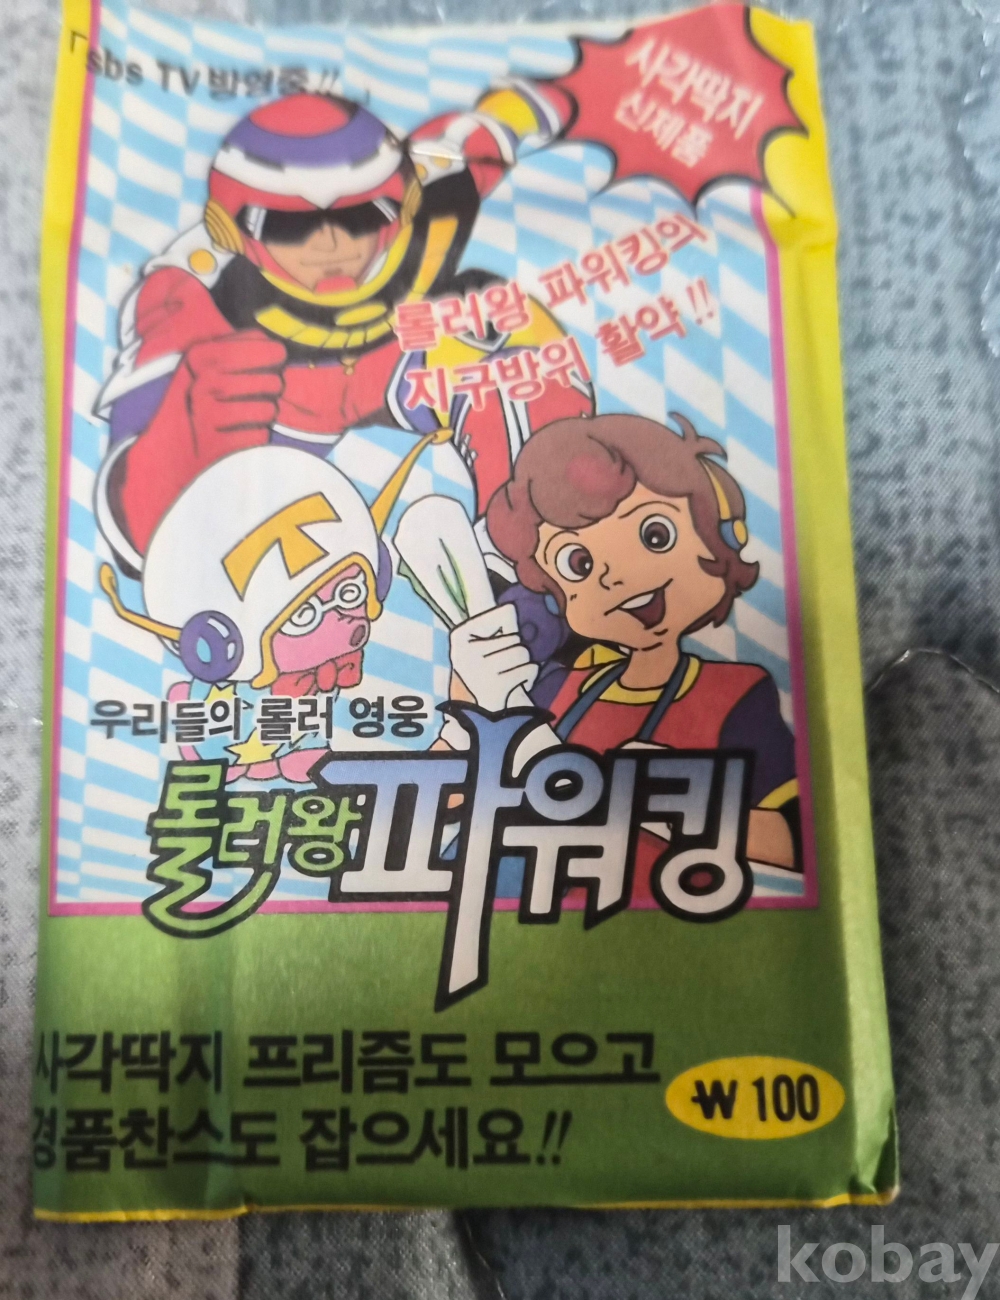 「sbs TV 방영중!!」
사각딱지
신제품
롤러왕 파워킹의
지구방위 활약!!
T
우리들의 롤러 영웅
롤러왕 파워킹
사각딱지 프리즘도 모으고
경품찬스도 잡으세요!!
₩100
kobay